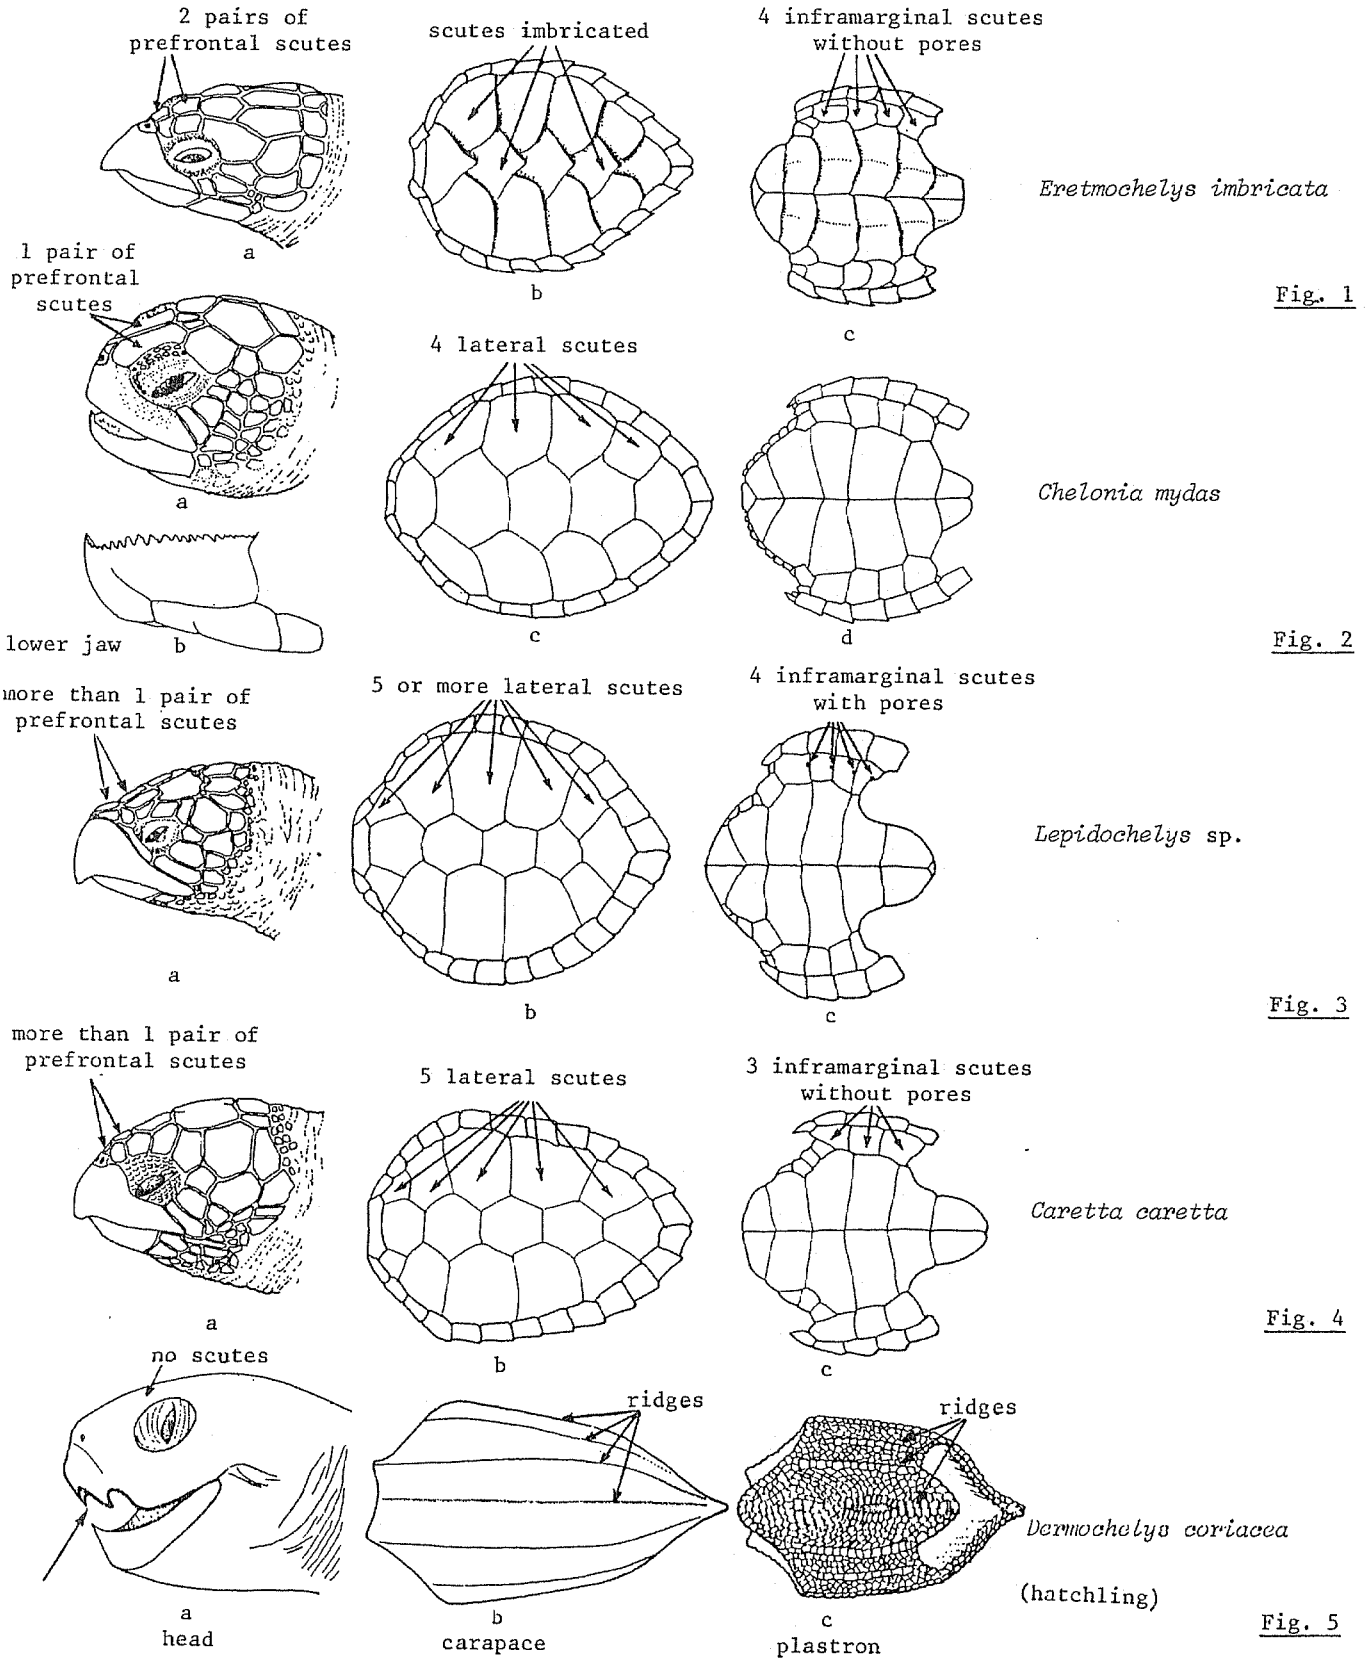 2 pairs of
prefrontal scutes
scutes imbricated
4 inframarginal scutes
without pores
a
b
c
Eretmochelys imbricata
Fig. 1
1 pair of
prefrontal
scutes
4 lateral scutes
a
lower jaw
b
c
d
Chelonia mydas
Fig. 2
more than 1 pair of
prefrontal scutes
5 or more lateral scutes
4 inframarginal scutes
with pores
a
b
c
Lepidochelys sp.
Fig. 3
more than 1 pair of
prefrontal scutes
5 lateral scutes
3 inframarginal scutes
without pores
a
b
c
Caretta caretta
Fig. 4
no scutes
ridges
ridges
a
head
b
carapace
c
plastron
Dermochelys coriacea
(hatchling)
Fig. 5